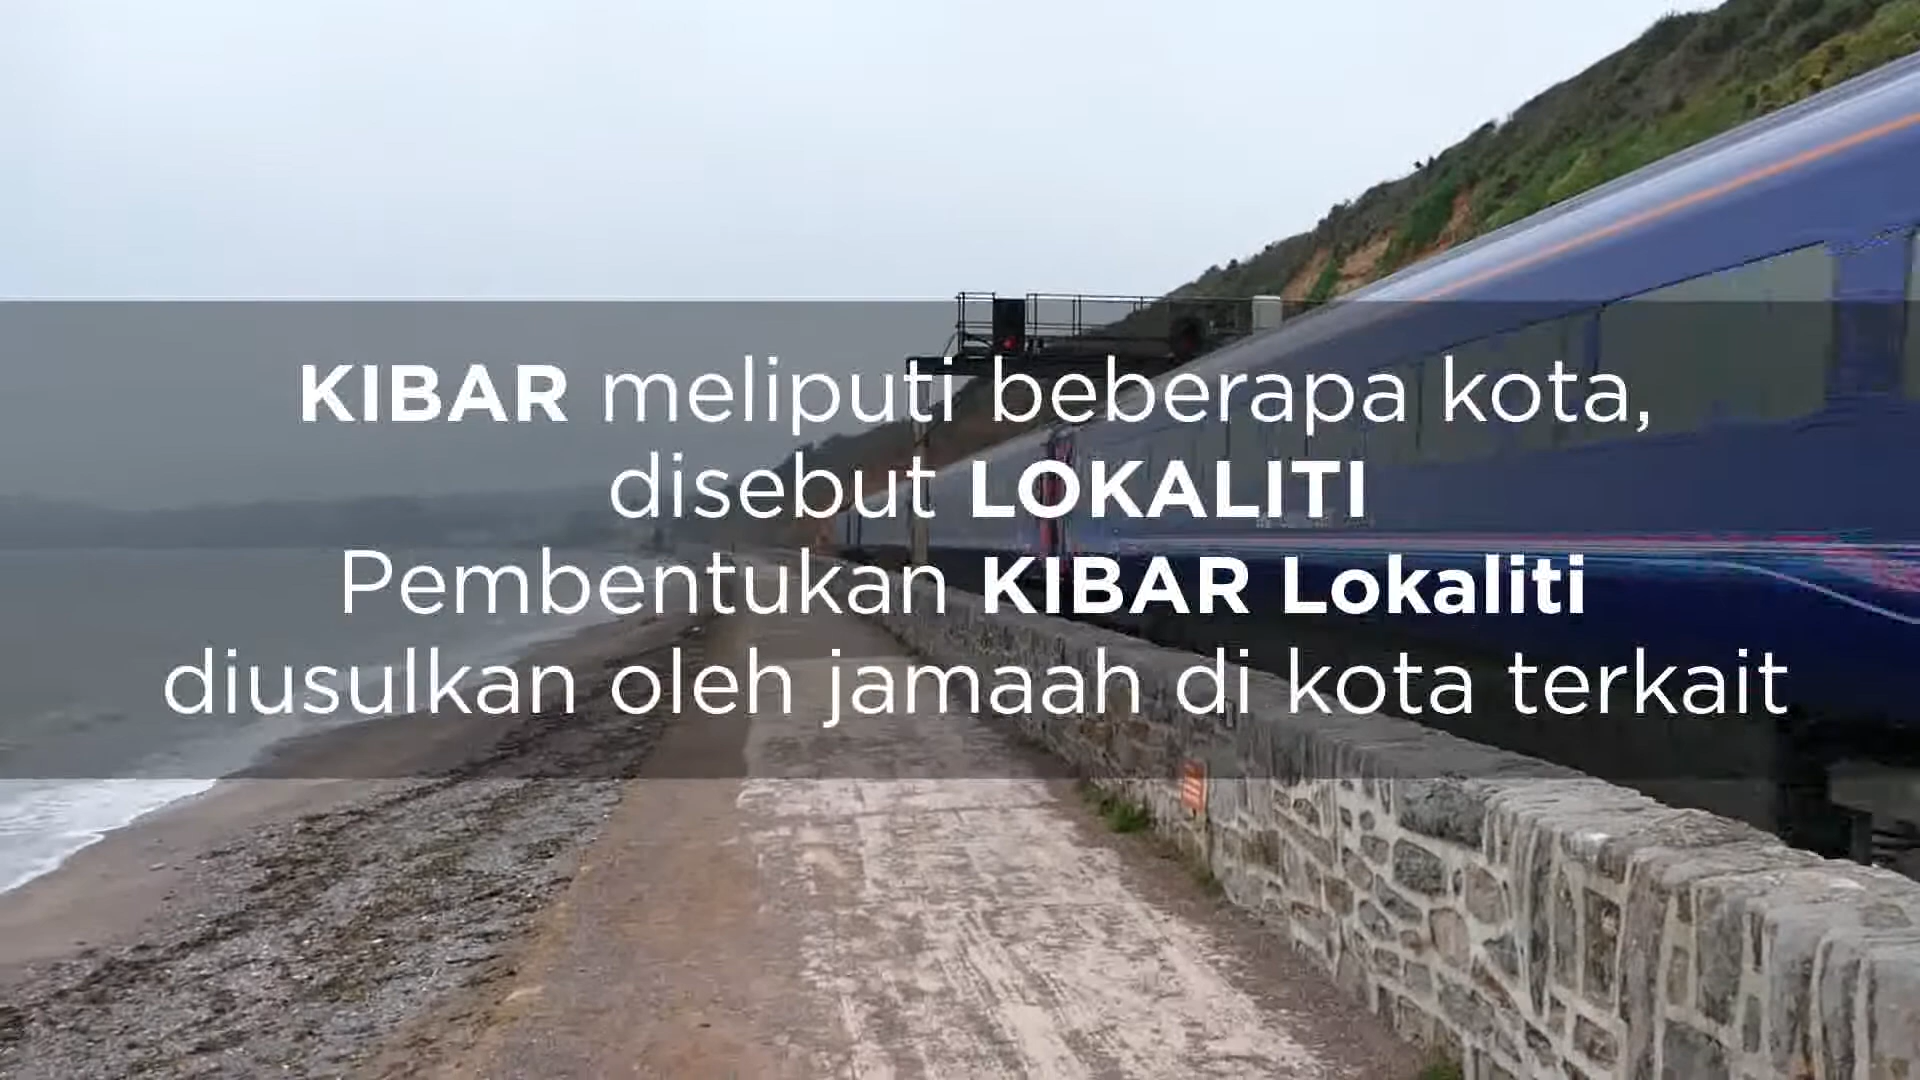 KIBAR meliputi beberapa kota,
disebut LOKALITI
Pembentukan KIBAR Lokaliti
diusulkan oleh jamaah di kota terkait